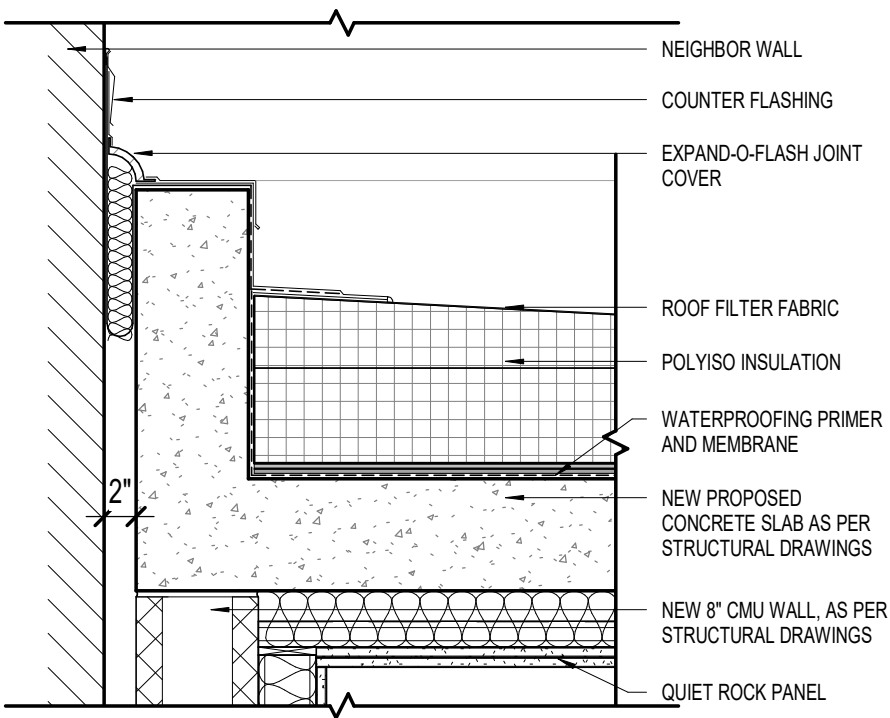 NEIGHBOR WALL
COUNTER FLASHING
EXPAND-O-FLASH JOINT
COVER
ROOF FILTER FABRIC
POLYISO INSULATION
WATERPROOFING PRIMER
AND MEMBRANE
2"
NEW PROPOSED
CONCRETE SLAB AS PER
STRUCTURAL DRAWINGS
NEW 8" CMU WALL, AS PER
STRUCTURAL DRAWINGS
QUIET ROCK PANEL